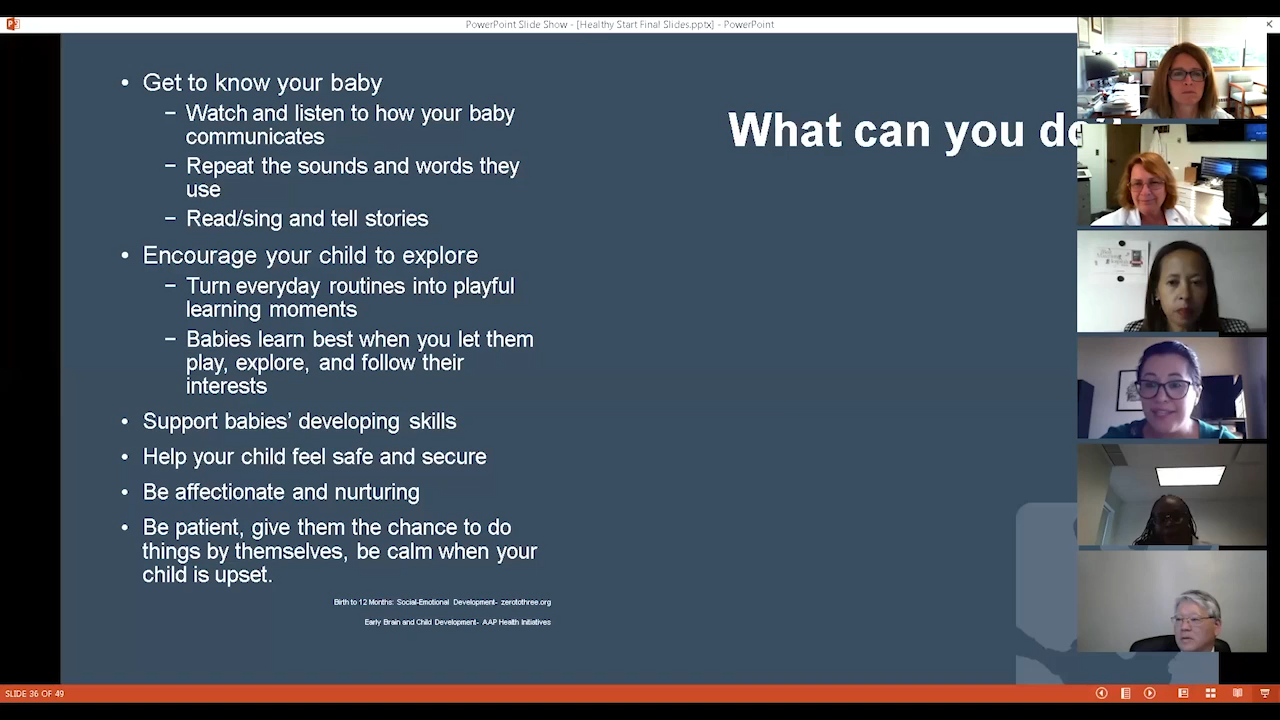 PowerPoint Slide Show - [Healthy Start Final Slides.pptx] - PowerPoint
• Get to know your baby
– Watch and listen to how your baby
communicates
– Repeat the sounds and words they
use
– Read/sing and tell stories
• Encourage your child to explore
– Turn everyday routines into playful
learning moments
– Babies learn best when you let them
play, explore, and follow their
interests
• Support babies’ developing skills
• Help your child feel safe and secure
• Be affectionate and nurturing
• Be patient, give them the chance to do
things by themselves, be calm when your
child is upset.
Birth to 12 Months: Social-Emotional Development- zerotothree.org
Early Brain and Child Development- AAP Health Initiatives
What can you do
SLIDE 36 OF 49